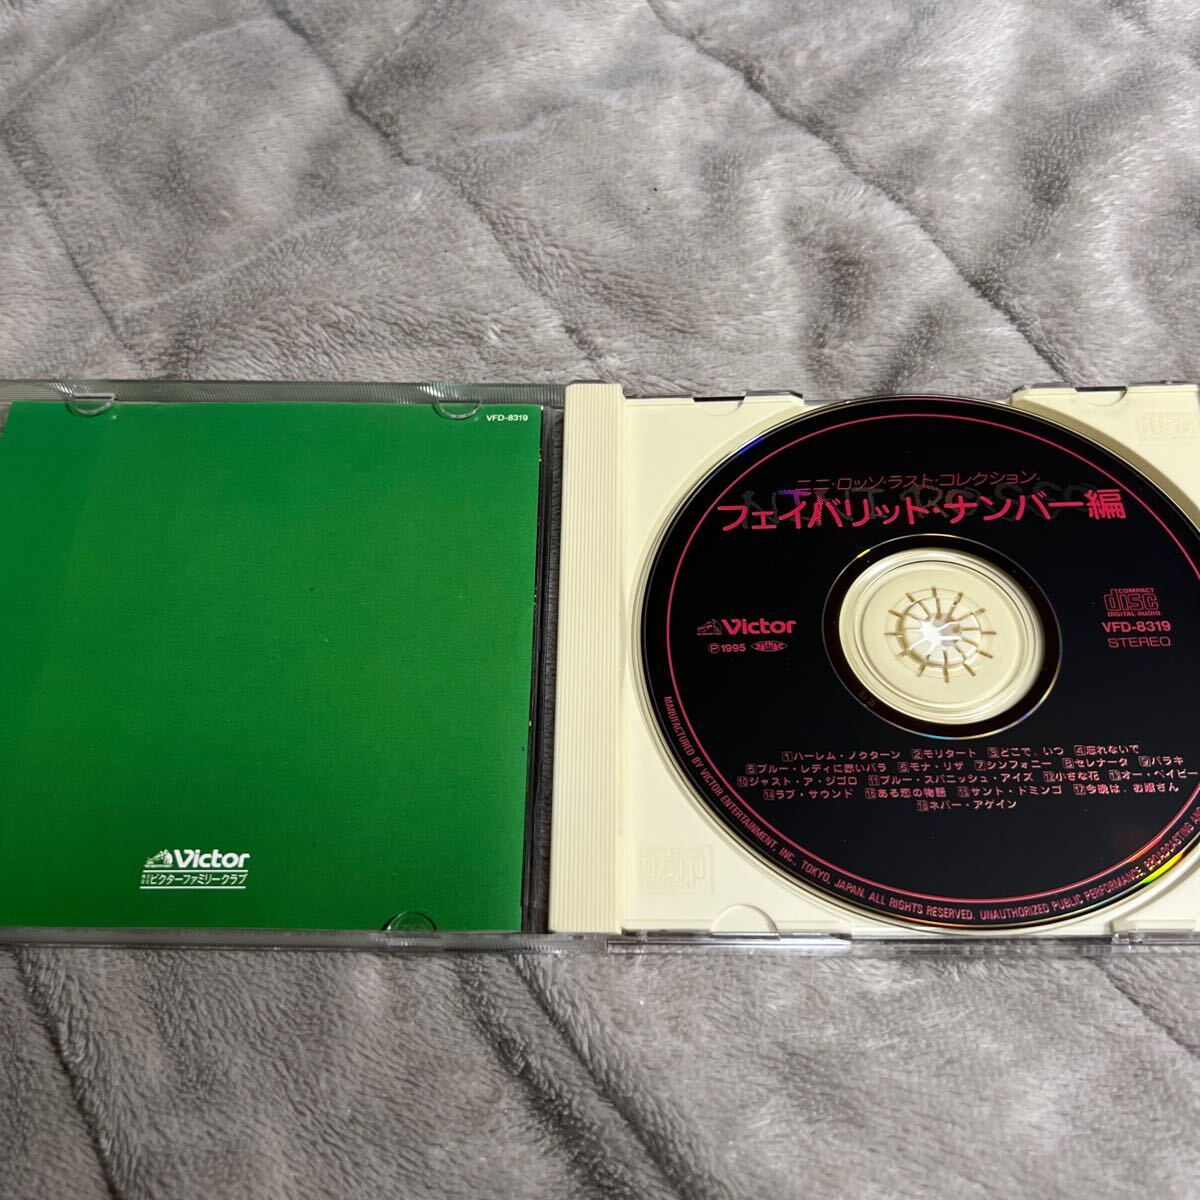 VFD-8319
Victor
ビクターファミリークラブ
ニニ・ロッソ・ラスト・コレクション
フェイバリット・ナンバー編
Victor
Ⓟ1995
COMPACT
disc
DIGITAL AUDIO
VFD-8319
STEREO
1ハーレム・ノクターン 2モリタート 3どこで、いつ 4忘れないで
5ブルー・レディに赤いバラ 6モナ・リザ 7シンフォニー 8セレナータ 9バラキ
10ジャスト・ア・ジゴロ 11ブルー・スパニッシュ・アイズ 12小さな花 13オー・ベイビー
14ラブ・サウンド 15ある恋の物語 16サント・ドミンゴ 17今晩は、お嬢さん
18ネバー・アゲイン
MANUFACTURED BY VICTOR ENTERTAINMENT, INC., TOKYO, JAPAN. ALL RIGHTS RESERVED. UNAUTHORIZED PUBLIC PERFORMANCE, BROADCASTING